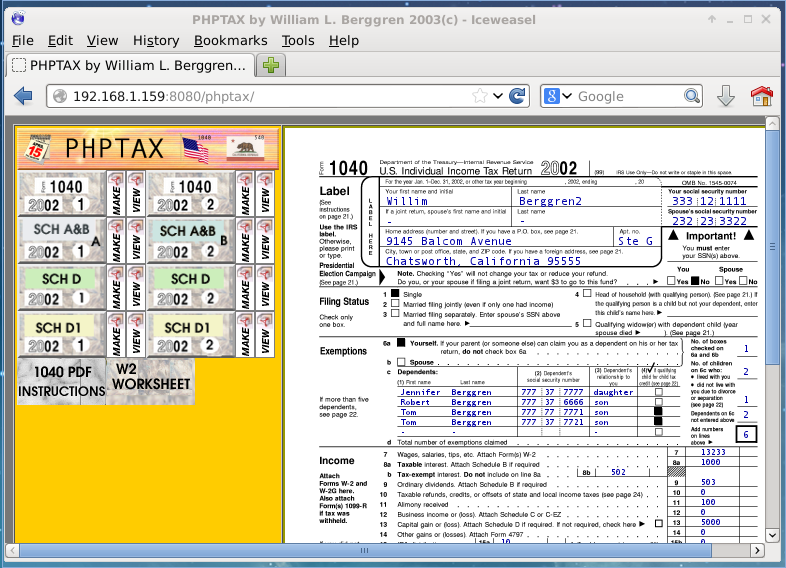 PHPTAX by William L. Berggren 2003(c) - Iceweasel
File Edit View History Bookmarks Tools Help
PHPTAX by William L. Berggren...
192.168.1.159:8080/phptax/
Google
APRIL 15 PHPTAX 1040 540
Form 1040 2002 1 MAKE VIEW Form 1040 2002 2 MAKE VIEW
SCH A&B A 2002 1 MAKE VIEW SCH A&B B 2002 2 MAKE VIEW
SCH D 2002 1 MAKE VIEW SCH D 2002 2 MAKE VIEW
SCH D1 2002 1 MAKE VIEW SCH D1 2002 2 MAKE VIEW
1040 PDF INSTRUCTIONS
W2 WORKSHEET
Form 1040 Department of the Treasury—Internal Revenue Service
U.S. Individual Income Tax Return 2002 (99) IRS Use Only—Do not write or staple in this space.
For the year Jan. 1-Dec. 31, 2002, or other tax year beginning , 2002, ending , 20 OMB No. 1545-0074
Label
(See instructions on page 21.)
Use the IRS label.
Otherwise, please print or type.
LABEL HERE
Your first name and initial Last name Your social security number
Willim Berggren2 333 12 1111
If a joint return, spouse's first name and initial Last name Spouse's social security number
- - 232 23 3322
Home address (number and street). If you have a P.O. box, see page 21. Apt. no.
9145 Balcom Avenue Ste G
City, town or post office, state, and ZIP code. If you have a foreign address, see page 21.
Chatsworth, California 95555
Important!
You must enter your SSN(s) above.
Presidential Election Campaign
(See page 21.)
Note. Checking "Yes" will not change your tax or reduce your refund.
Do you, or your spouse if filing a joint return, want $3 to go to this fund?
You Spouse
Yes No Yes No
Filing Status
Check only one box.
1 Single
2 Married filing jointly (even if only one had income)
3 Married filing separately. Enter spouse's SSN above and full name here.
4 Head of household (with qualifying person). (See page 21.) If the qualifying person is a child but not your dependent, enter this child's name here.
5 Qualifying widow(er) with dependent child (year spouse died ). (See page 21.)
Exemptions
6a Yourself. If your parent (or someone else) can claim you as a dependent on his or her tax return, do not check box 6a
b Spouse
c Dependents:
(1) First name Last name
(2) Dependent's social security number
(3) Dependent's relationship to you
(4) if qualifying child for child tax credit (see page 22)
Jennifer Berggren 777 37 7777 daughter
Robert Berggren 777 37 6666 son
Tom Berggren 777 77 7771 son
Tom Berggren 777 37 7721 son
- -
If more than five dependents, see page 22.
d Total number of exemptions claimed
No. of boxes checked on 6a and 6b 1
No. of children on 6c who:
• lived with you 2
• did not live with you due to divorce or separation (see page 22) 1
Dependents on 6c not entered above 2
Add numbers on lines above 6
Income
Attach Forms W-2 and W-2G here. Also attach Form(s) 1099-R if tax was withheld.
7 Wages, salaries, tips, etc. Attach Form(s) W-2 7 13233
8a Taxable interest. Attach Schedule B if required 8a 1000
b Tax-exempt interest. Do not include on line 8a 8b 502
9 Ordinary dividends. Attach Schedule B if required 9 503
10 Taxable refunds, credits, or offsets of state and local income taxes (see page 24) 10 0
11 Alimony received 11 100
12 Business income or (loss). Attach Schedule C or C-EZ 12 0
13 Capital gain or (loss). Attach Schedule D if required. If not required, check here 13 5000
14 Other gains or (losses). Attach Form 4797 14 0